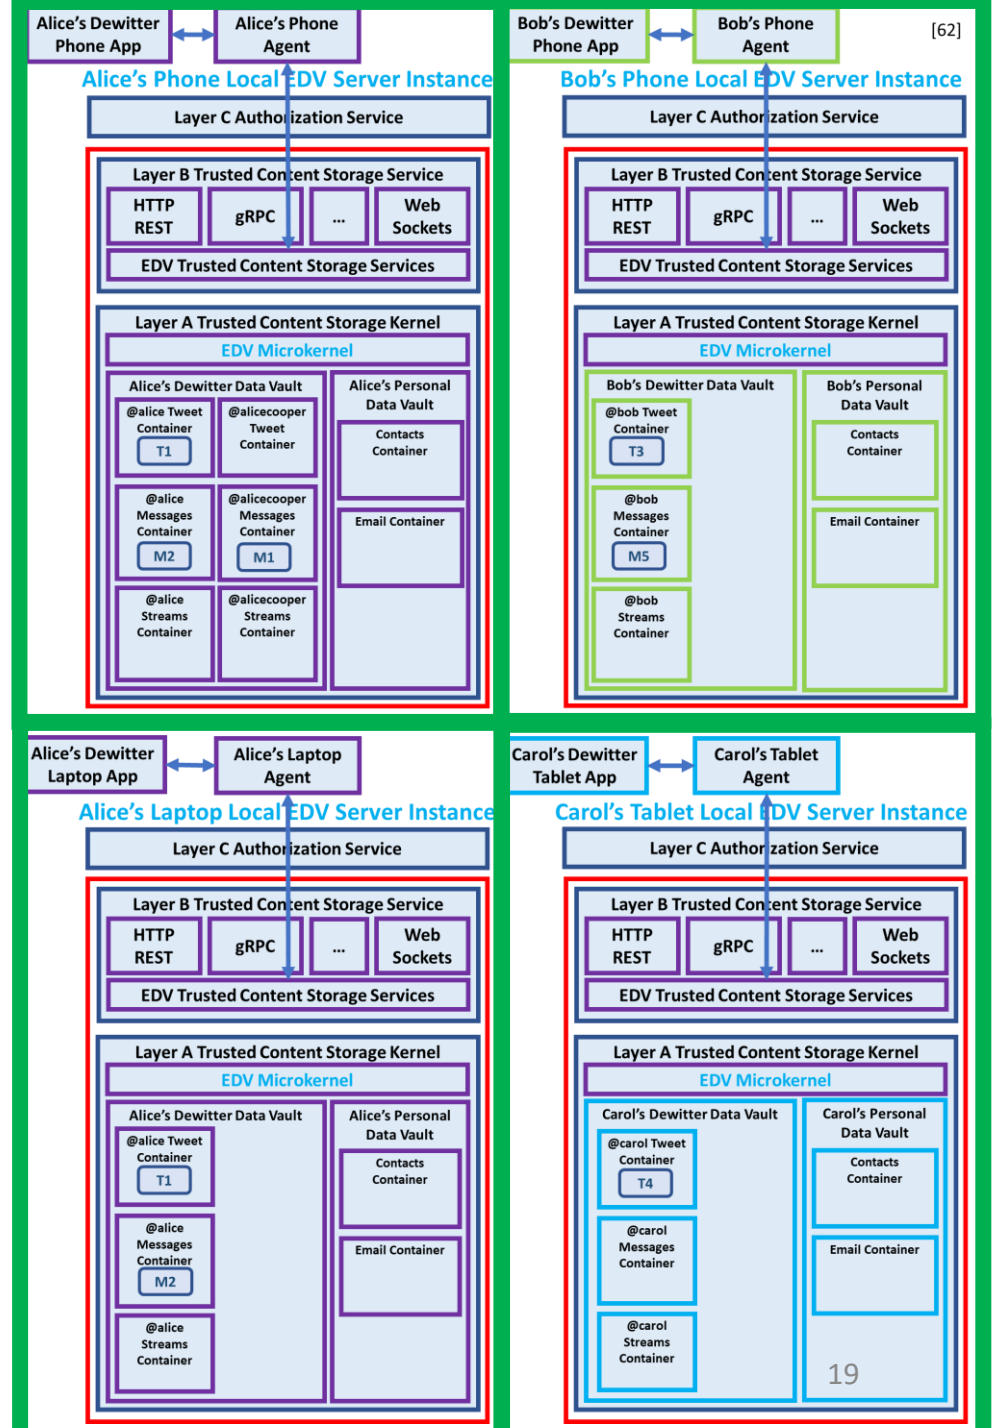 Alice's Dewitter
Phone App
Alice's Phone
Agent
Alice's Phone Local EDV Server Instance
Layer C Authorization Service
Layer B Trusted Content Storage Service
HTTP
REST
gRPC
...
Web
Sockets
EDV Trusted Content Storage Services
Layer A Trusted Content Storage Kernel
EDV Microkernel
Alice's Dewitter Data Vault
@alice Tweet
Container
T1
@alicecooper
Tweet
Container
@alice
Messages
Container
M2
@alicecooper
Messages
Container
M1
@alice
Streams
Container
@alicecooper
Streams
Container
Alice's Personal
Data Vault
Contacts
Container
Email Container
Bob's Dewitter
Phone App
Bob's Phone
Agent
[62]
Bob's Phone Local EDV Server Instance
Layer C Authorization Service
Layer B Trusted Content Storage Service
HTTP
REST
gRPC
...
Web
Sockets
EDV Trusted Content Storage Services
Layer A Trusted Content Storage Kernel
EDV Microkernel
Bob's Dewitter Data Vault
@bob Tweet
Container
T3
@bob
Messages
Container
M5
@bob
Streams
Container
Bob's Personal
Data Vault
Contacts
Container
Email Container
Alice's Dewitter
Laptop App
Alice's Laptop
Agent
Alice's Laptop Local EDV Server Instance
Layer C Authorization Service
Layer B Trusted Content Storage Service
HTTP
REST
gRPC
...
Web
Sockets
EDV Trusted Content Storage Services
Layer A Trusted Content Storage Kernel
EDV Microkernel
Alice's Dewitter Data Vault
@alice Tweet
Container
T1
@alice
Messages
Container
M2
@alice
Streams
Container
Alice's Personal
Data Vault
Contacts
Container
Email Container
Carol's Dewitter
Tablet App
Carol's Tablet
Agent
Carol's Tablet Local EDV Server Instance
Layer C Authorization Service
Layer B Trusted Content Storage Service
HTTP
REST
gRPC
...
Web
Sockets
EDV Trusted Content Storage Services
Layer A Trusted Content Storage Kernel
EDV Microkernel
Carol's Dewitter Data Vault
@carol Tweet
Container
T4
@carol
Messages
Container
@carol
Streams
Container
Carol's Personal
Data Vault
Contacts
Container
Email Container
19